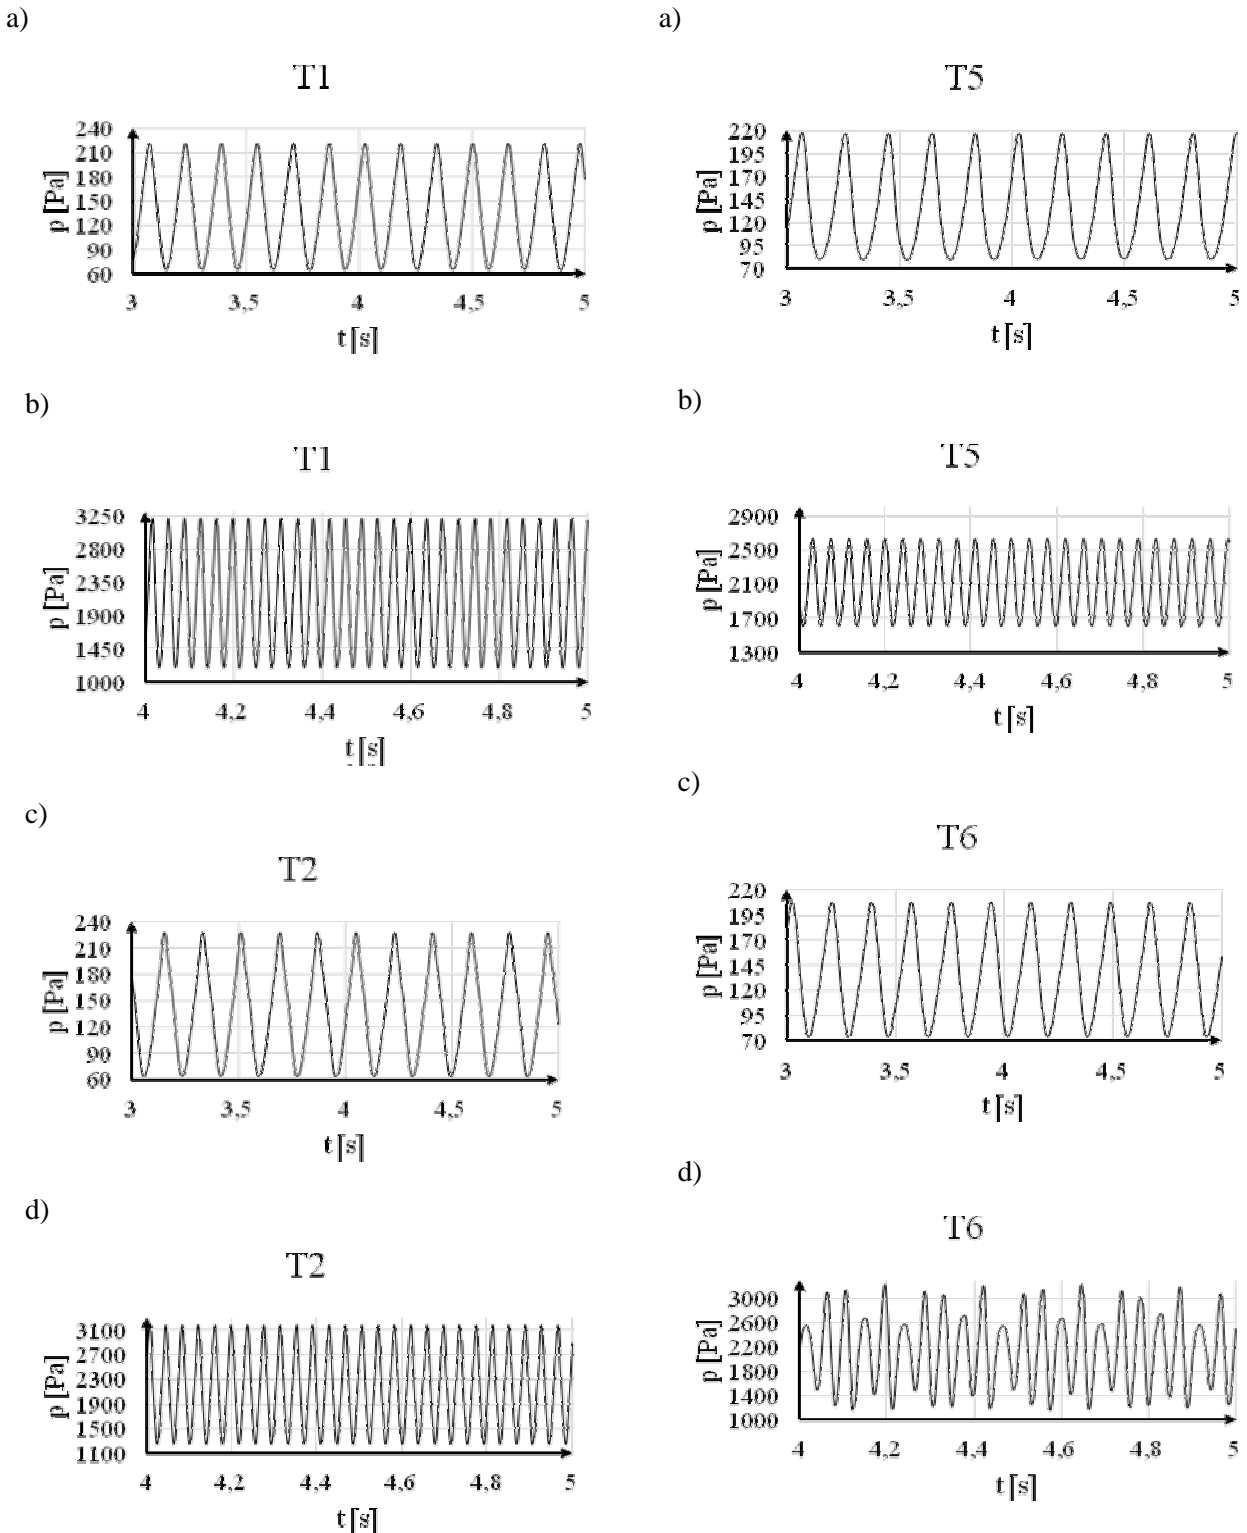 a)
T1
p [Pa]
240
210
180
150
120
90
60
3
3,5
4
4,5
5
t [s]
b)
T1
p [Pa]
3250
2800
2350
1900
1450
1000
4
4,2
4,4
4,6
4,8
5
t [s]
c)
T2
p [Pa]
240
210
180
150
120
90
60
3
3,5
4
4,5
5
t [s]
d)
T2
p [Pa]
3100
2700
2300
1900
1500
1100
4
4,2
4,4
4,6
4,8
5
t [s]
a)
T5
p [Pa]
220
195
170
145
120
95
70
3
3,5
4
4,5
5
t [s]
b)
T5
p [Pa]
2900
2500
2100
1700
1300
4
4,2
4,4
4,6
4,8
5
t [s]
c)
T6
p [Pa]
220
195
170
145
120
95
70
3
3,5
4
4,5
5
t [s]
d)
T6
p [Pa]
3000
2600
2200
1800
1400
1000
4
4,2
4,4
4,6
4,8
5
t [s]